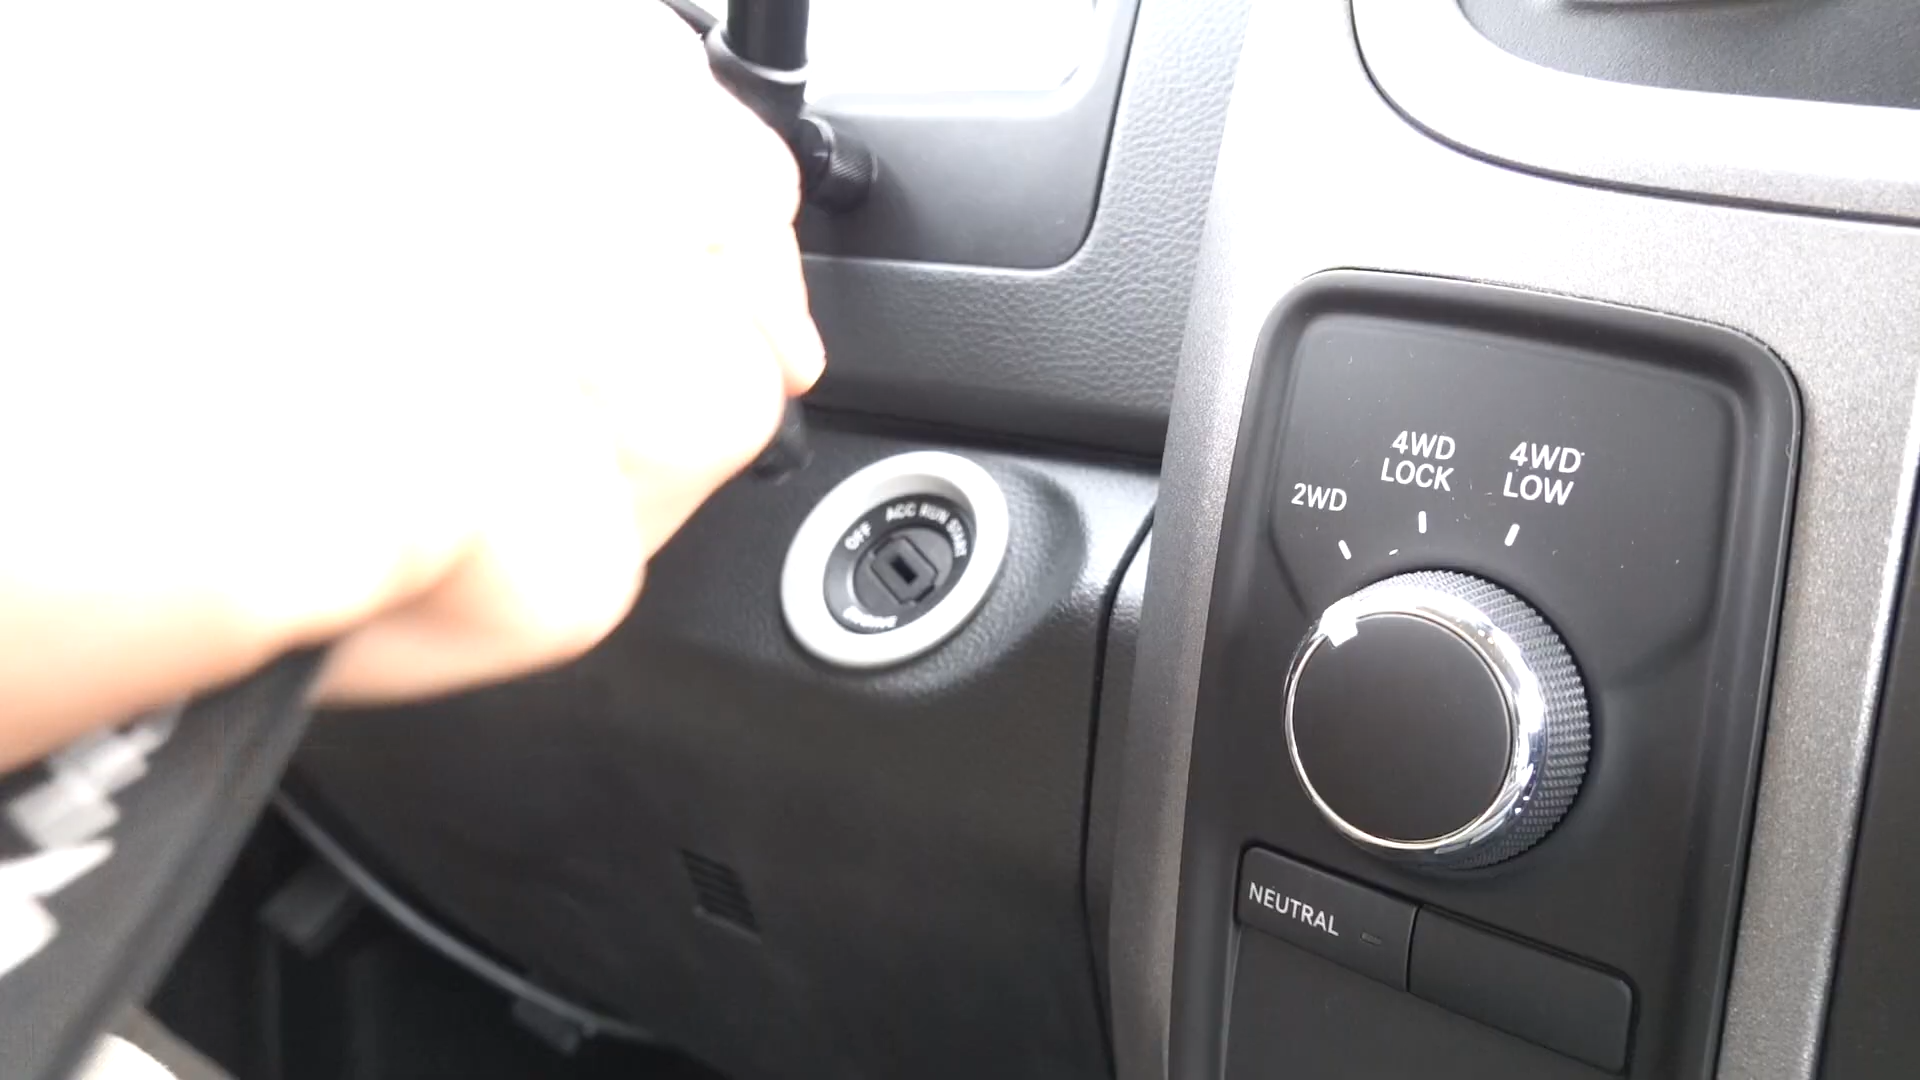 OFF
ACC
RUN
START
2WD
4WD
LOCK
4WD
LOW
NEUTRAL